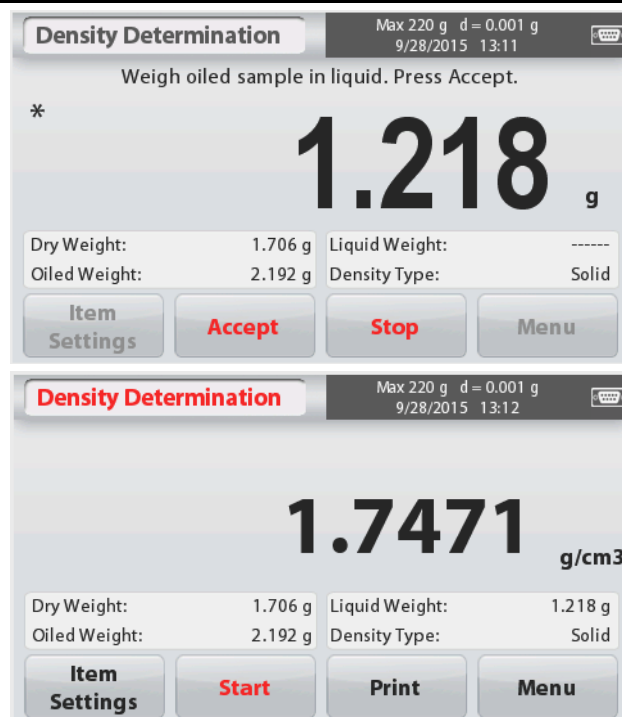 Density Determination
Max 220 g d = 0.001 g
9/28/2015 13:11
Weigh oiled sample in liquid. Press Accept.
*
1.218 g
Dry Weight: 1.706 g Liquid Weight: ------
Oiled Weight: 2.192 g Density Type: Solid
Item Settings Accept Stop Menu
Density Determination
Max 220 g d = 0.001 g
9/28/2015 13:12
1.7471 g/cm3
Dry Weight: 1.706 g Liquid Weight: 1.218 g
Oiled Weight: 2.192 g Density Type: Solid
Item Settings Start Print Menu